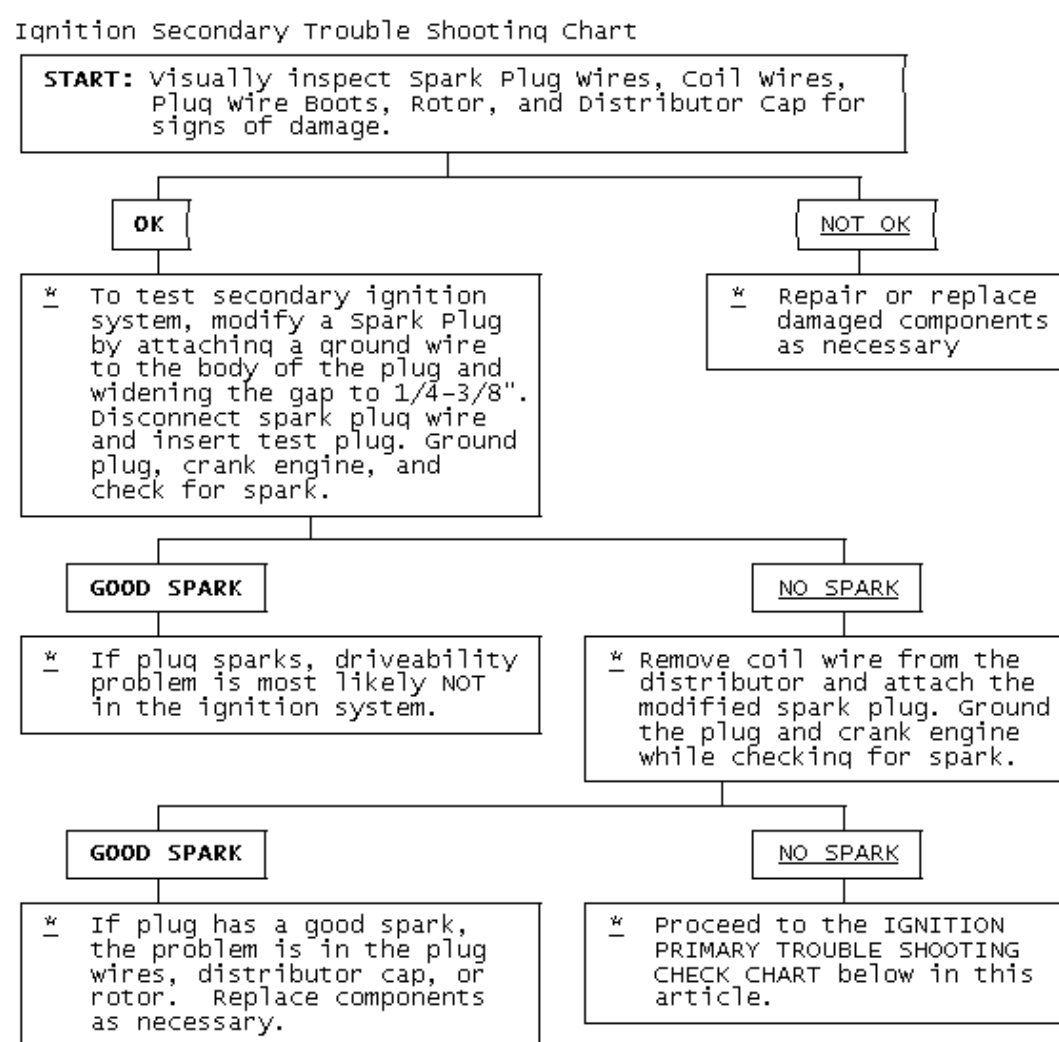 Ignition Secondary Trouble Shooting Chart
START: Visually inspect Spark Plug Wires, Coil Wires,
Plug Wire Boots, Rotor, and Distributor Cap for
signs of damage.
OK
NOT OK
* To test secondary ignition
system, modify a Spark Plug
by attaching a ground wire
to the body of the plug and
widening the gap to 1/4-3/8".
Disconnect spark plug wire
and insert test plug. Ground
plug, crank engine, and
check for spark.
* Repair or replace
damaged components
as necessary
GOOD SPARK
NO SPARK
* If plug sparks, driveability
problem is most likely NOT
in the ignition system.
* Remove coil wire from the
distributor and attach the
modified spark plug. Ground
the plug and crank engine
while checking for spark.
GOOD SPARK
NO SPARK
* If plug has a good spark,
the problem is in the plug
wires, distributor cap, or
rotor. Replace components
as necessary.
* Proceed to the IGNITION
PRIMARY TROUBLE SHOOTING
CHECK CHART below in this
article.